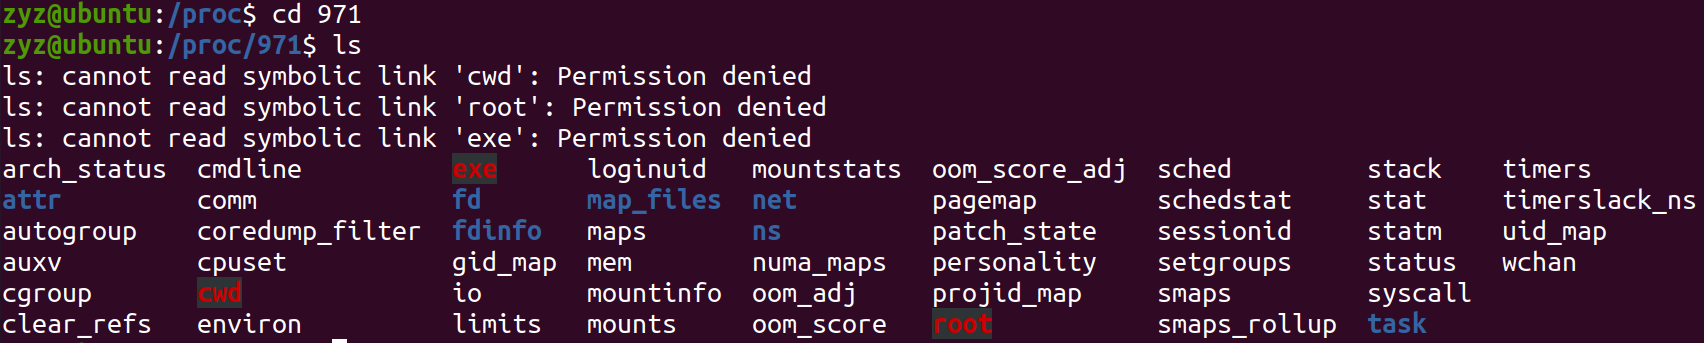 zyz@ubuntu:/proc$ cd 971
zyz@ubuntu:/proc/971$ ls
ls: cannot read symbolic link 'cwd': Permission denied
ls: cannot read symbolic link 'root': Permission denied
ls: cannot read symbolic link 'exe': Permission denied
arch_status  cmdline          exe      loginuid   mountstats  oom_score_adj  sched         stack    timers
attr         comm             fd       map_files  net         pagemap        schedstat     stat     timerslack_ns
autogroup    coredump_filter  fdinfo   maps       ns          patch_state    sessionid     statm    uid_map
auxv         cpuset           gid_map  mem        numa_maps   personality    setgroups     status   wchan
cgroup       cwd              io       mountinfo  oom_adj     projid_map     smaps         syscall
clear_refs   environ          limits   mounts     oom_score   root           smaps_rollup  task